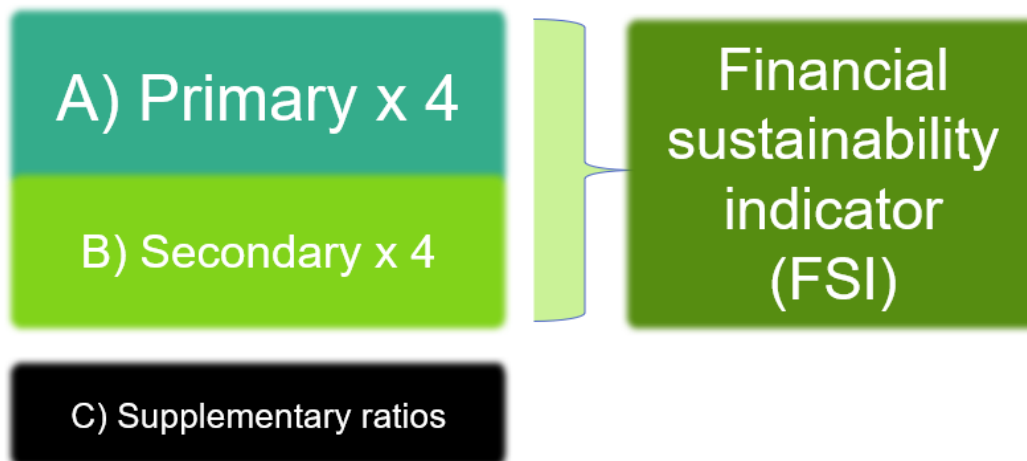 A) Primary x 4
B) Secondary x 4
C) Supplementary ratios
Financial
sustainability
indicator
(FSI)